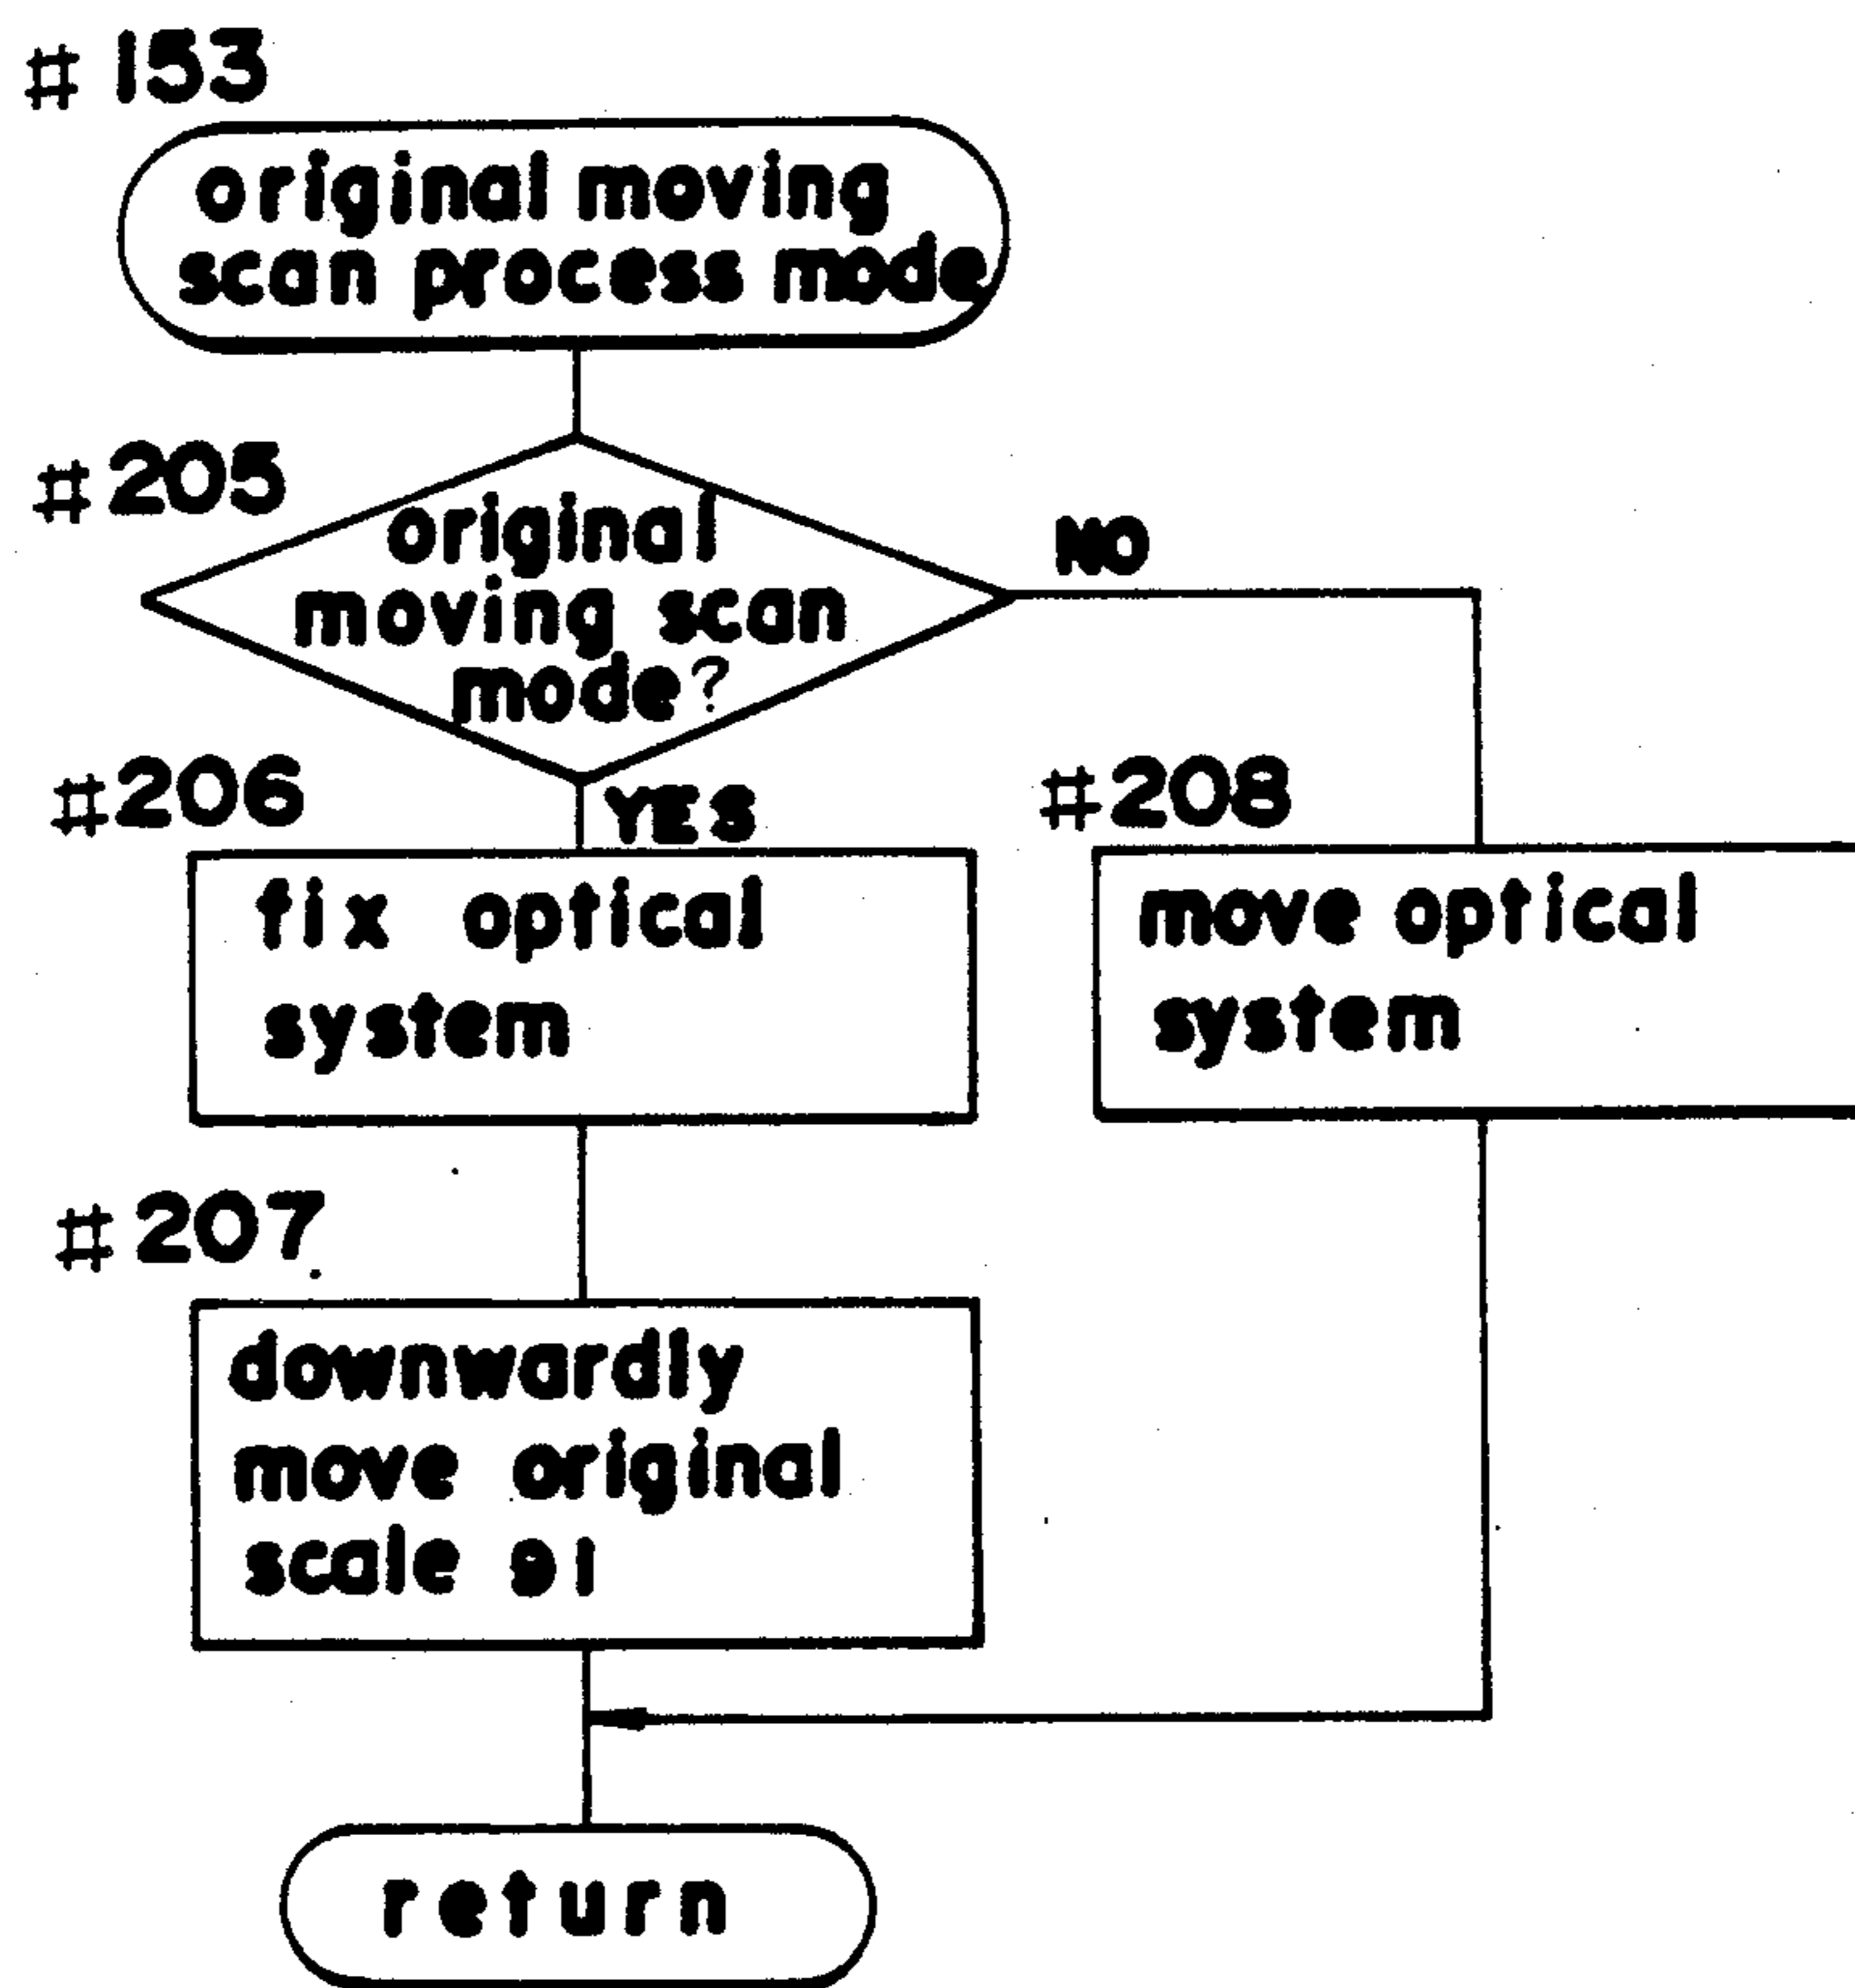 # 153
original moving
scan process mode
# 205
original
moving scan
mode?
NO
#206
YES
#208
fix optical
system
move optical
system
# 207
downwardly
move original
scale 91
return